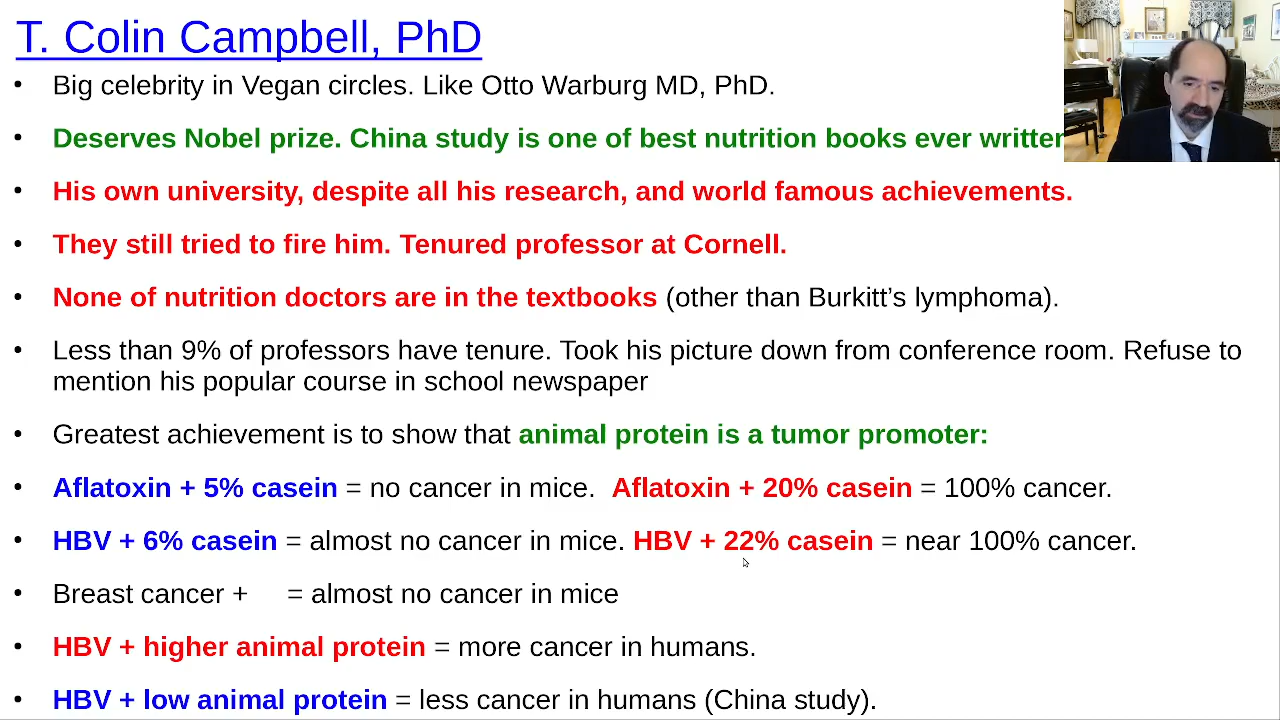 T. Colin Campbell, PhD
• Big celebrity in Vegan circles. Like Otto Warburg MD, PhD.
• Deserves Nobel prize. China study is one of best nutrition books ever written
• His own university, despite all his research, and world famous achievements.
• They still tried to fire him. Tenured professor at Cornell.
• None of nutrition doctors are in the textbooks (other than Burkitt’s lymphoma).
• Less than 9% of professors have tenure. Took his picture down from conference room. Refuse to
mention his popular course in school newspaper
• Greatest achievement is to show that animal protein is a tumor promoter:
• Aflatoxin + 5% casein = no cancer in mice. Aflatoxin + 20% casein = 100% cancer.
• HBV + 6% casein = almost no cancer in mice. HBV + 22% casein = near 100% cancer.
• Breast cancer + = almost no cancer in mice
• HBV + higher animal protein = more cancer in humans.
• HBV + low animal protein = less cancer in humans (China study).